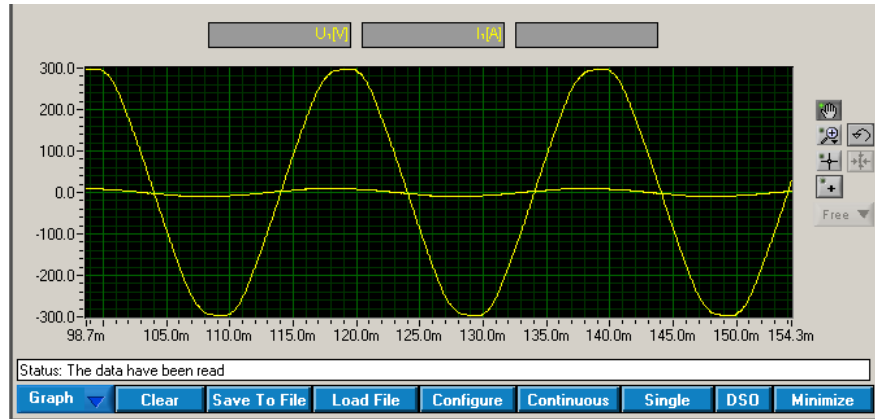 U₁[V] I₁[A]
300.0
200.0
100.0
0.0
-100.0
-200.0
-300.0
98.7m 105.0m 110.0m 115.0m 120.0m 125.0m 130.0m 135.0m 140.0m 145.0m 150.0m 154.3m
Free
Status: The data have been read
Graph Clear Save To File Load File Configure Continuous Single DSO Minimize